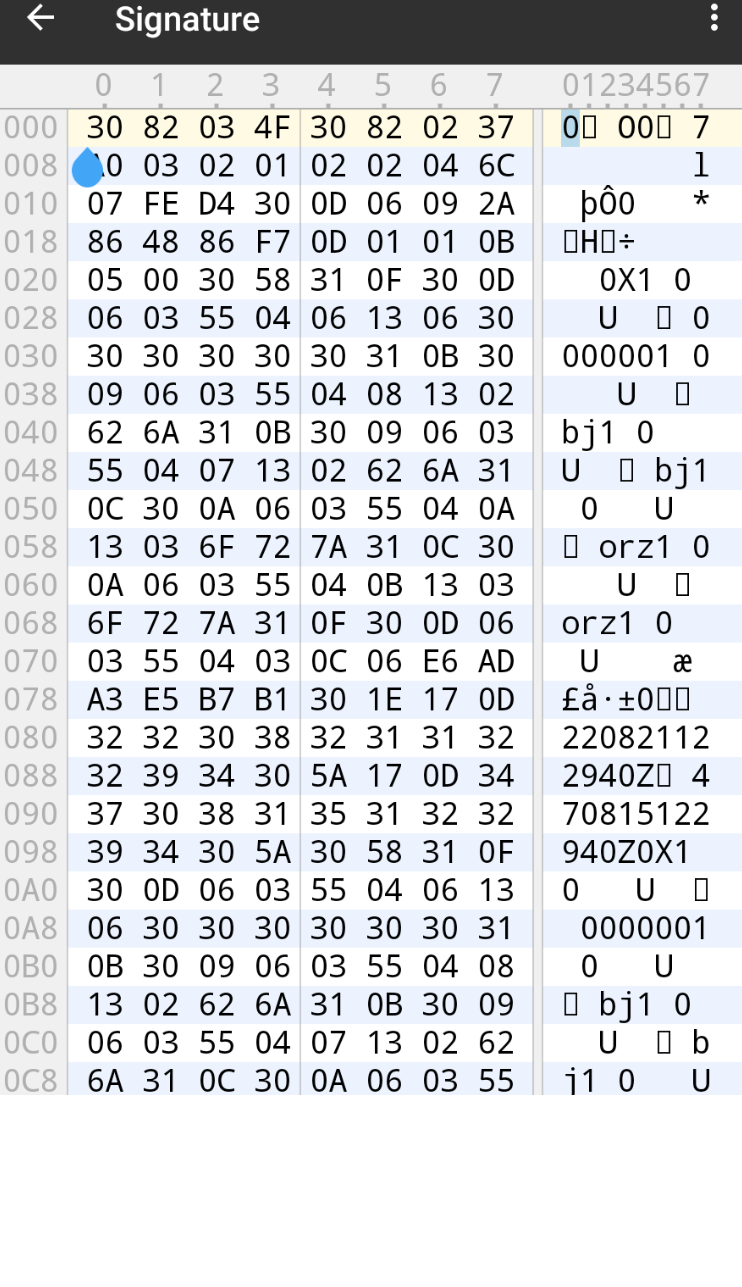 Signature
0 1 2 3 4 5 6 7 01234567
000 30 82 03 4F 30 82 02 37 0▯ O0▯ 7
008 A0 03 02 01 02 02 04 6C l
010 07 FE D4 30 0D 06 09 2A þÔ0 *
018 86 48 86 F7 0D 01 01 0B ▯H▯÷
020 05 00 30 58 31 0F 30 0D 0X1 0
028 06 03 55 04 06 13 06 30 U ▯ 0
030 30 30 30 30 30 31 0B 30 000001 0
038 09 06 03 55 04 08 13 02 U ▯
040 62 6A 31 0B 30 09 06 03 bj1 0
048 55 04 07 13 02 62 6A 31 U ▯ bj1
050 0C 30 0A 06 03 55 04 0A 0 U
058 13 03 6F 72 7A 31 0C 30 ▯ orz1 0
060 0A 06 03 55 04 0B 13 03 U ▯
068 6F 72 7A 31 0F 30 0D 06 orz1 0
070 03 55 04 03 0C 06 E6 AD U æ
078 A3 E5 B7 B1 30 1E 17 0D £å·±0▯▯
080 32 32 30 38 32 31 31 32 22082112
088 32 39 34 30 5A 17 0D 34 2940Z▯ 4
090 37 30 38 31 35 31 32 32 70815122
098 39 34 30 5A 30 58 31 0F 940Z0X1
0A0 30 0D 06 03 55 04 06 13 0 U ▯
0A8 06 30 30 30 30 30 30 31 0000001
0B0 0B 30 09 06 03 55 04 08 0 U
0B8 13 02 62 6A 31 0B 30 09 ▯ bj1 0
0C0 06 03 55 04 07 13 02 62 U ▯ b
0C8 6A 31 0C 30 0A 06 03 55 j1 0 U